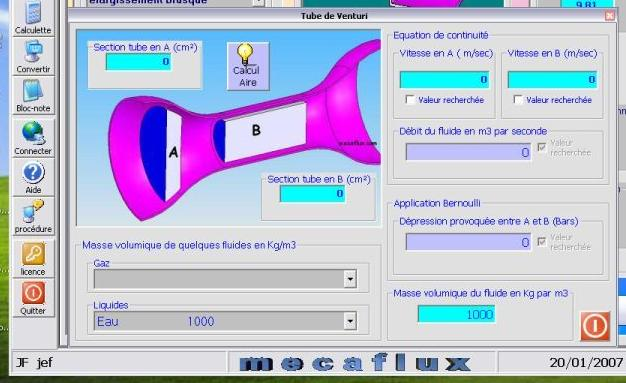 élargissement brusque
9.81
Tube de Venturi
Calculette
Convertir
Bloc-note
Connecter
Aide
procédure
licence
Quitter
Section tube en A (cm²)
0
Calcul
Aire
A
B
Section tube en B (cm²)
0
Equation de continuité
Vitesse en A ( m/sec)
Vitesse en B (m/sec)
0
0
Valeur recherchée
Valeur recherchée
Débit du fluide en m3 par seconde
0
Valeur
recherchée
Application Bernoulli
Dépression provoquée entre A et B (Bars)
0
Valeur
recherchée
Masse volumique de quelques fluides en Kg/m3
Gaz
Liquides
Eau 1000
Masse volumique du fluide en Kg par m3
1000
JF jef
mecaflux
20/01/2007